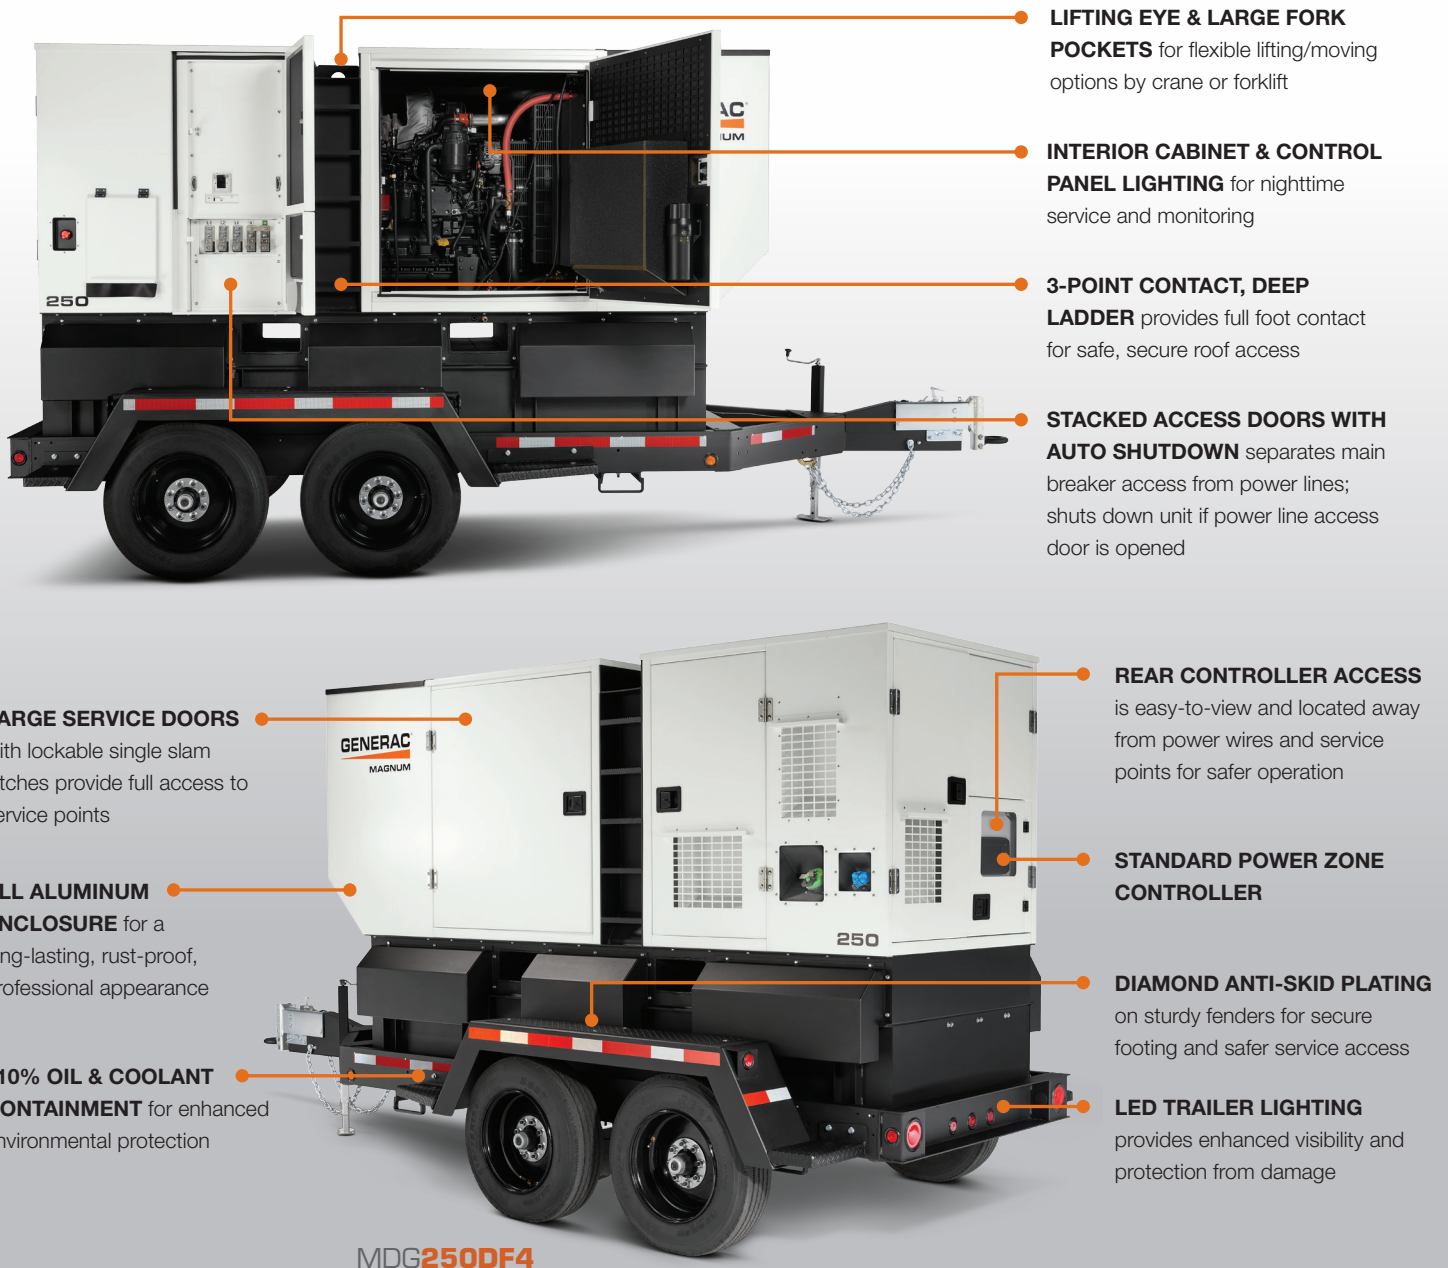 LIFTING EYE & LARGE FORK
POCKETS for flexible lifting/moving
options by crane or forklift
AC
UM
INTERIOR CABINET & CONTROL
PANEL LIGHTING for nighttime
service and monitoring
3-POINT CONTACT, DEEP
LADDER provides full foot contact
for safe, secure roof access
250
STACKED ACCESS DOORS WITH
AUTO SHUTDOWN separates main
breaker access from power lines;
shuts down unit if power line access
door is opened
ARGE SERVICE DOORS
ith lockable single slam
tches provide full access to
ervice points
GENERAC
MAGNUM
REAR CONTROLLER ACCESS
is easy-to-view and located away
from power wires and service
points for safer operation
LL ALUMINUM
NCLOSURE for a
ng-lasting, rust-proof,
rofessional appearance
STANDARD POWER ZONE
CONTROLLER
250
DIAMOND ANTI-SKID PLATING
on sturdy fenders for secure
footing and safer service access
10% OIL & COOLANT
ONTAINMENT for enhanced
nvironmental protection
LED TRAILER LIGHTING
provides enhanced visibility and
protection from damage
MDG250DF4